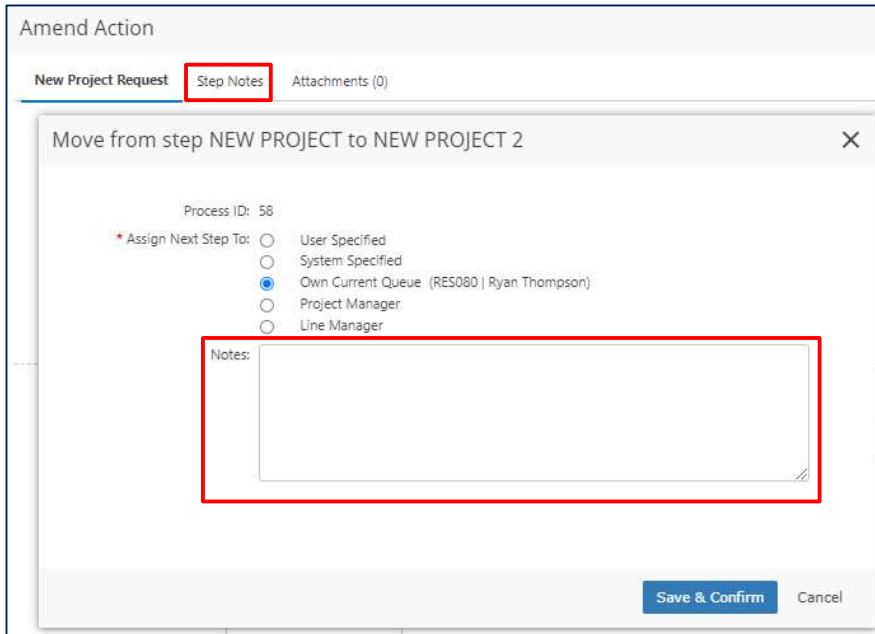 Amend Action
New Project Request Step Notes Attachments (0)
Move from step NEW PROJECT to NEW PROJECT 2
Process ID: 58
* Assign Next Step To: User Specified
System Specified
Own Current Queue (RES080 | Ryan Thompson)
Project Manager
Line Manager
Notes:
Save & Confirm Cancel